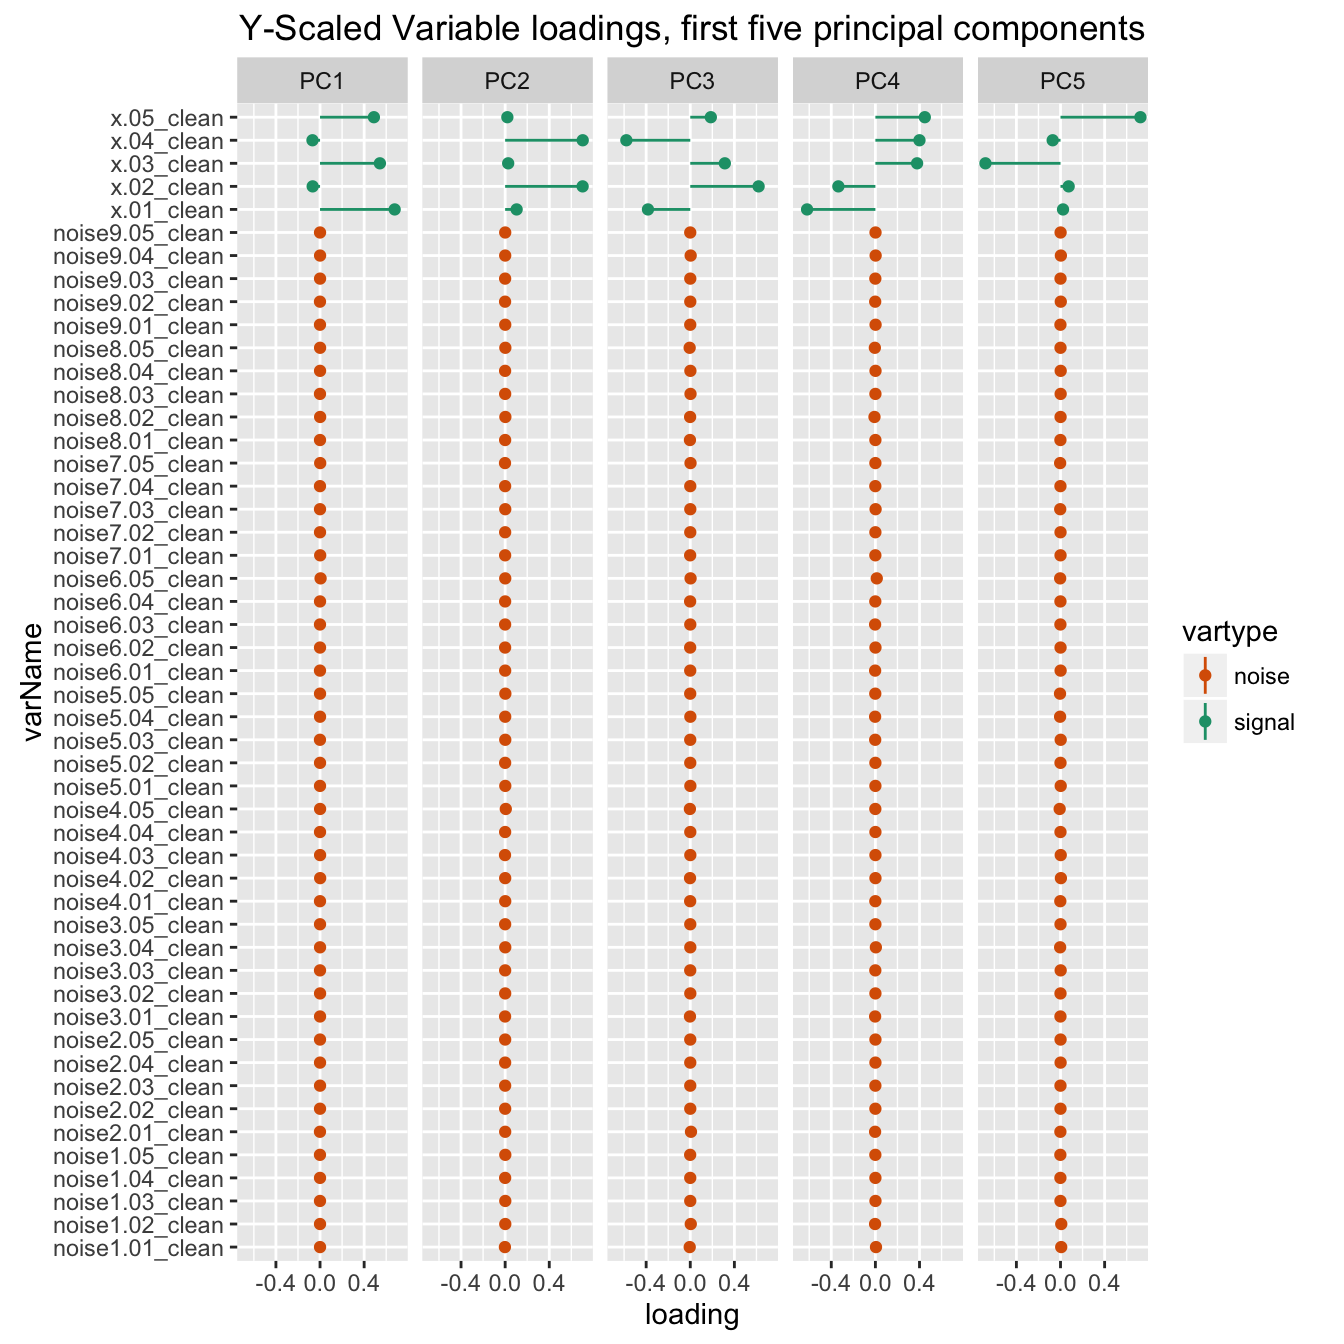 Y-Scaled Variable loadings, first five principal components
PC1 PC2 PC3 PC4 PC5
x.05_clean
x.04_clean
x.03_clean
x.02_clean
x.01_clean
noise9.05_clean
noise9.04_clean
noise9.03_clean
noise9.02_clean
noise9.01_clean
noise8.05_clean
noise8.04_clean
noise8.03_clean
noise8.02_clean
noise8.01_clean
noise7.05_clean
noise7.04_clean
noise7.03_clean
noise7.02_clean
noise7.01_clean
noise6.05_clean
noise6.04_clean
noise6.03_clean
noise6.02_clean
noise6.01_clean
noise5.05_clean
noise5.04_clean
noise5.03_clean
noise5.02_clean
noise5.01_clean
noise4.05_clean
noise4.04_clean
noise4.03_clean
noise4.02_clean
noise4.01_clean
noise3.05_clean
noise3.04_clean
noise3.03_clean
noise3.02_clean
noise3.01_clean
noise2.05_clean
noise2.04_clean
noise2.03_clean
noise2.02_clean
noise2.01_clean
noise1.05_clean
noise1.04_clean
noise1.03_clean
noise1.02_clean
noise1.01_clean
varName
-0.4 0.0 0.4 -0.4 0.0 0.4 -0.4 0.0 0.4 -0.4 0.0 0.4 -0.4 0.0 0.4
loading
vartype
noise
signal